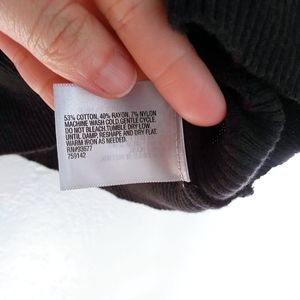 53% COTTON, 40% RAYON, 7% NYLON
MACHINE WASH COLD, GENTLE CYCLE.
DO NOT BLEACH.TUMBLE DRY LOW.
UNTIL DAMP, RESHAPE AND DRY FLAT.
WARM IRON AS NEEDED.
RN#93677
759142